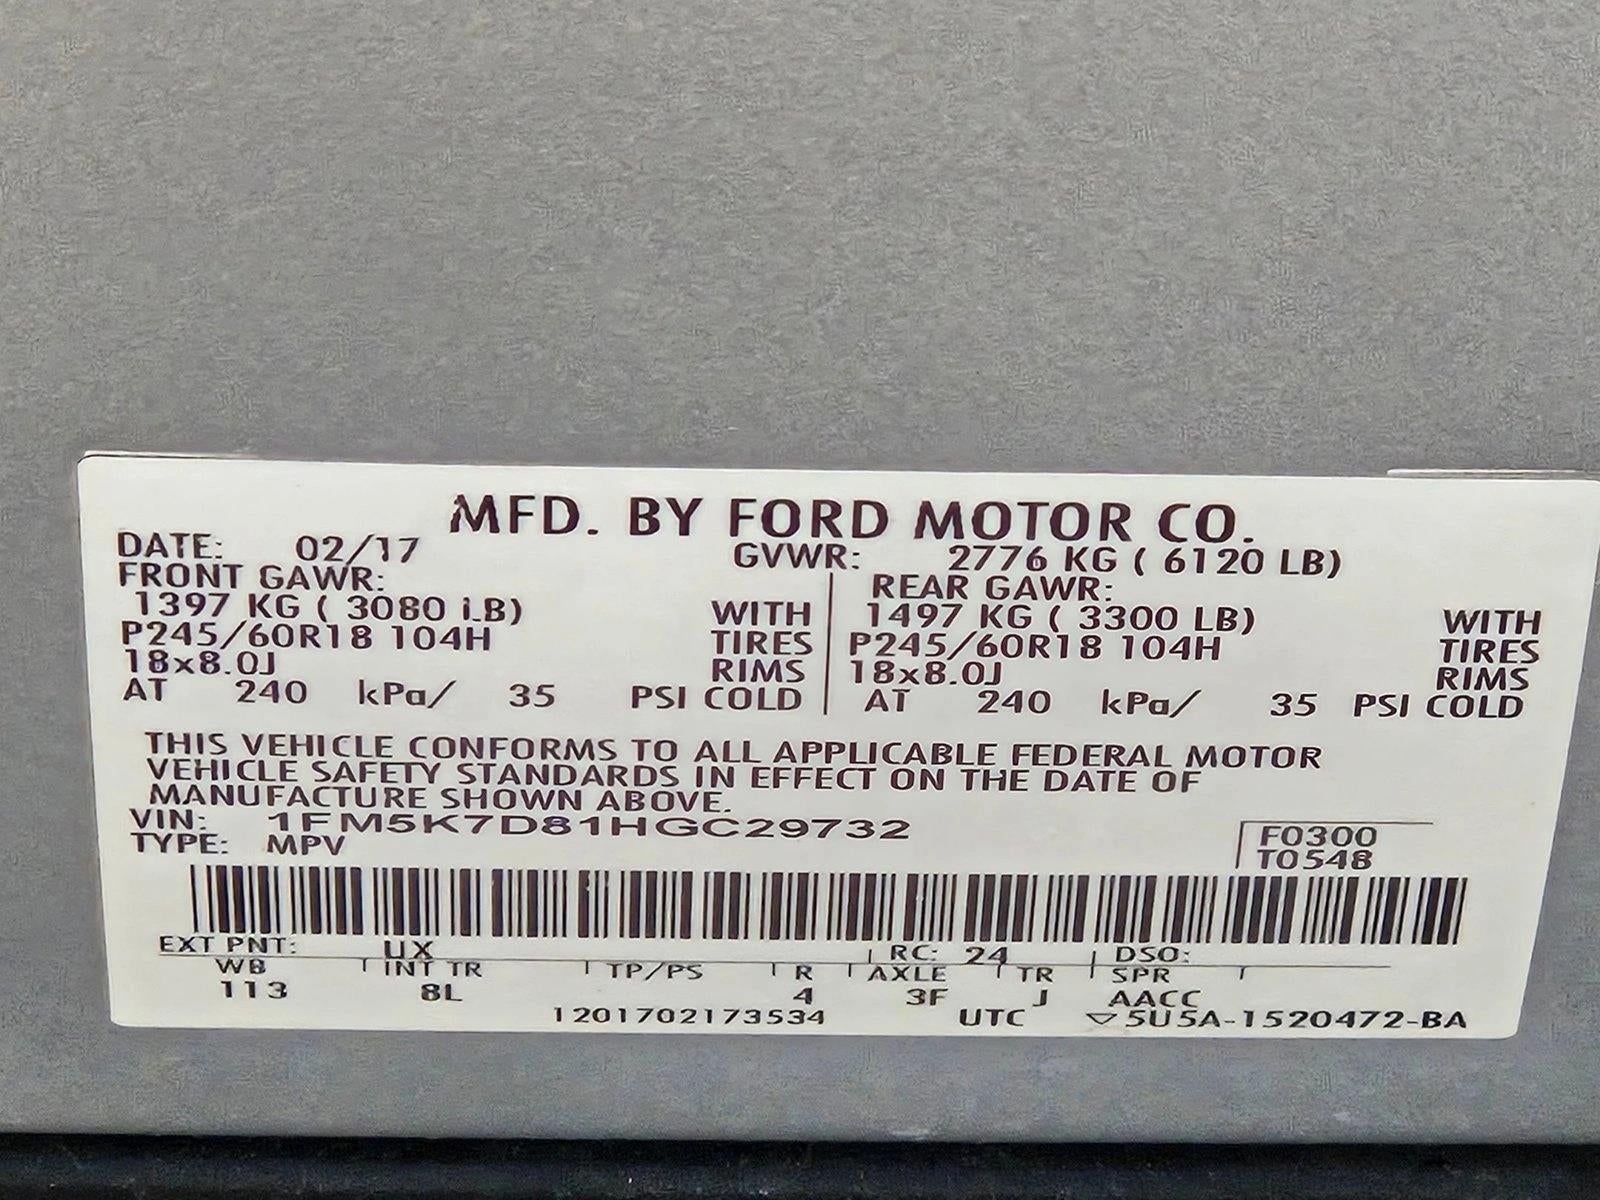 MFD. BY FORD MOTOR CO.
DATE: 02/17 GVWR: 2776 KG ( 6120 LB)
FRONT GAWR: REAR GAWR:
1397 KG ( 3080 LB) WITH 1497 KG ( 3300 LB) WITH
P245/60R18 104H TIRES P245/60R18 104H TIRES
18x8.0J RIMS 18x8.0J RIMS
AT 240 kPa/ 35 PSI COLD AT 240 kPa/ 35 PSI COLD
THIS VEHICLE CONFORMS TO ALL APPLICABLE FEDERAL MOTOR
VEHICLE SAFETY STANDARDS IN EFFECT ON THE DATE OF
MANUFACTURE SHOWN ABOVE.
VIN: 1FM5K7D81HGC29732 F0300
TYPE: MPV T0548
EXT PNT: UX RC: 24 DSO:
WB INT TR TP/PS R AXLE TR SPR
113 8L 4 3F J AACC
1201702173534 UTC ▽5U5A-1520472-BA